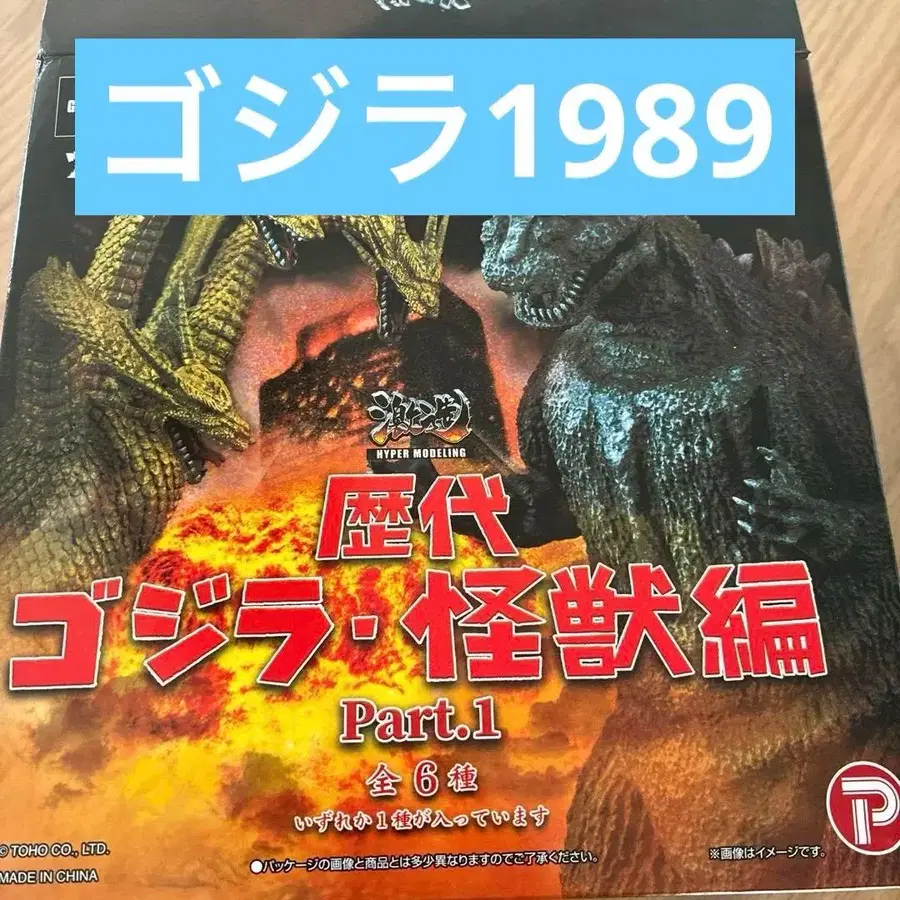 ゴジラ1989
激造
HYPER MODELING
歴代
ゴジラ・怪獣編
Part.1
全6種
いずれか1種が入っています
●パッケージの画像と商品とは多少異なりますのでご了承ください。
※画像はイメージです。
© TOHO CO., LTD.
MADE IN CHINA
P